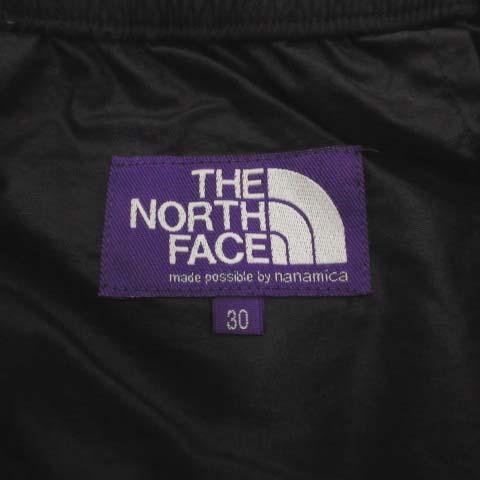 THE
NORTH
FACE
made possible by nanamica
30